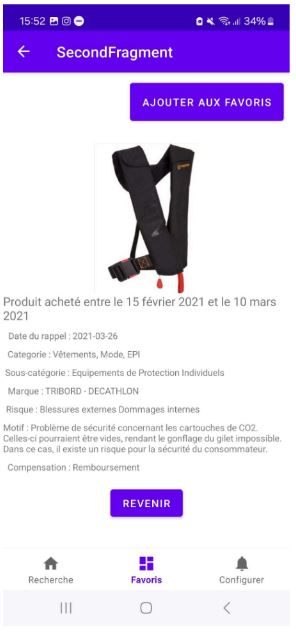 15:52 34%
SecondFragment
AJOUTER AUX FAVORIS
Produit acheté entre le 15 février 2021 et le 10 mars
2021
Date du rappel : 2021-03-26
Categorie : Vêtements, Mode, EPI
Sous-catégorie : Equipements de Protection Individuels
Marque : TRIBORD - DECATHLON
Risque : Blessures externes Dommages internes
Motif : Problème de sécurité concernant les cartouches de CO2.
Celles-ci pourraient être vides, rendant le gonflage du gilet impossible.
Dans ce cas, il existe un risque pour la sécurité du consommateur.
Compensation : Remboursement
REVENIR
Recherche Favoris Configurer